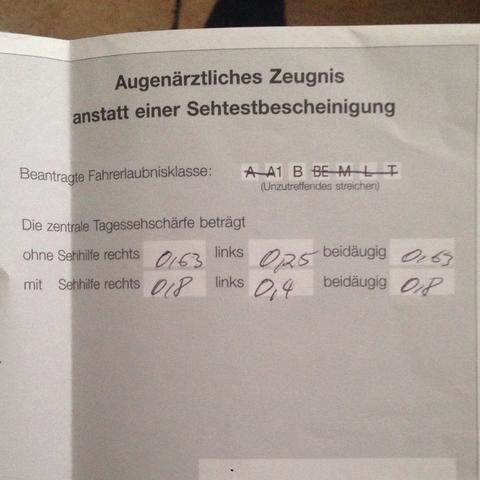 Augenärztliches Zeugnis
anstatt einer Sehtestbescheinigung
Beantragte Fahrerlaubnisklasse: A A1 B BE M L T
(Unzutreffendes streichen)
Die zentrale Tagessehschärfe beträgt
ohne Sehhilfe rechts 0,63 links 0,25 beidäugig 0,63
mit Sehhilfe rechts 0,8 links 0,4 beidäugig 0,8